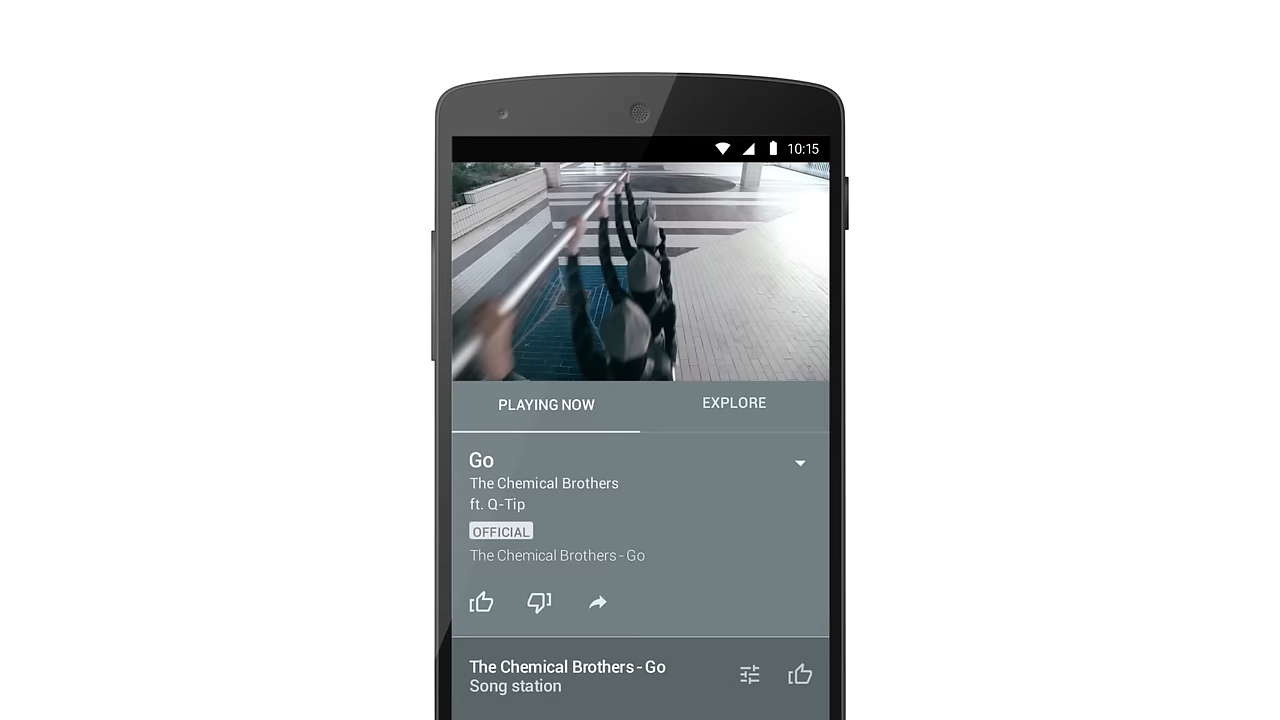 10:15
PLAYING NOW
EXPLORE
Go
The Chemical Brothers
ft. Q-Tip
OFFICIAL
The Chemical Brothers - Go
The Chemical Brothers - Go
Song station